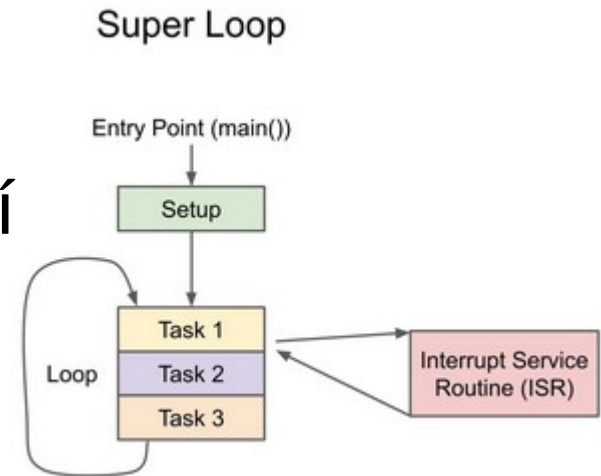 Super Loop
Entry Point (main())
Í
Setup
Task 1
Loop
Task 2
Task 3
Interrupt Service
Routine (ISR)